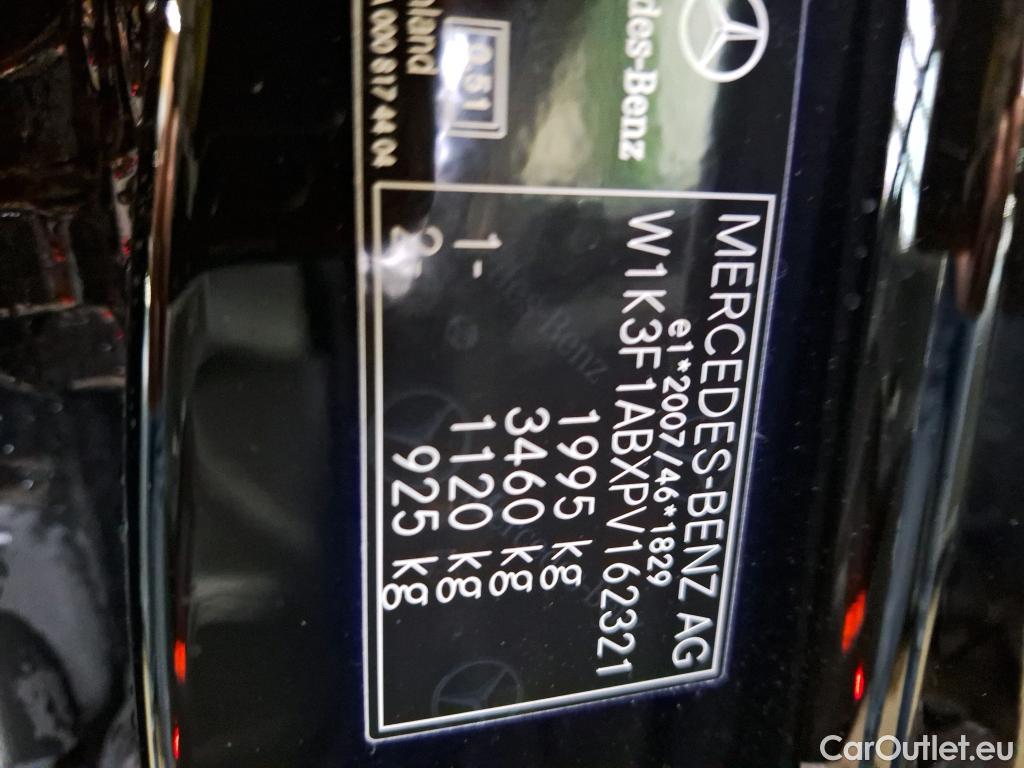 des-Benz
0.51
A 000 817 44 04
MERCEDES-BENZ AG
e1*2007/46*1829
W1K3F1ABXPV162321
1995 kg
3460 kg
1- 1120 kg
2- 925 kg
CarOutlet.eu